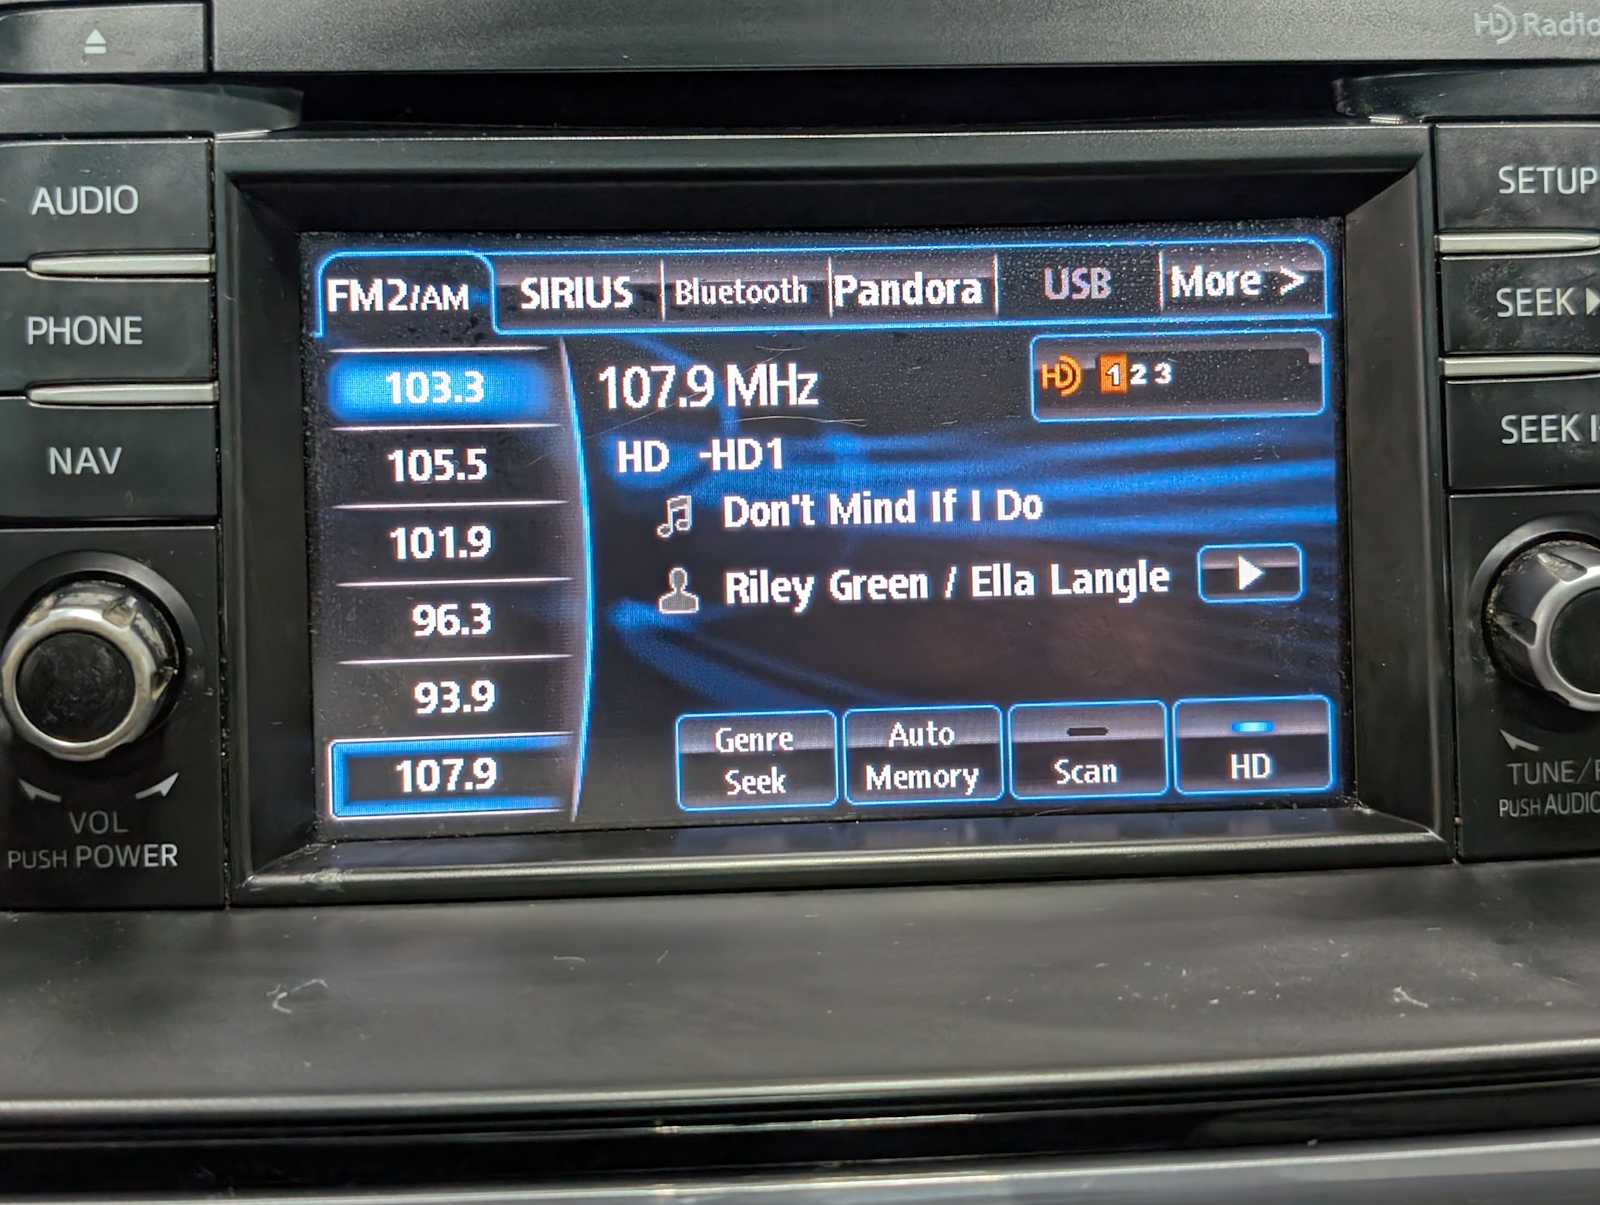 HD Radio
AUDIO
PHONE
NAV
VOL
PUSH POWER
FM2/AM SIRIUS Bluetooth Pandora USB More >
103.3
105.5
101.9
96.3
93.9
107.9
107.9 MHz
HD 1 2 3
HD -HD1
Don't Mind If I Do
Riley Green / Ella Langle
Genre
Seek
Auto
Memory
Scan
HD
SETUP
SEEK
SEEK
TUNE/
PUSH AUDIO